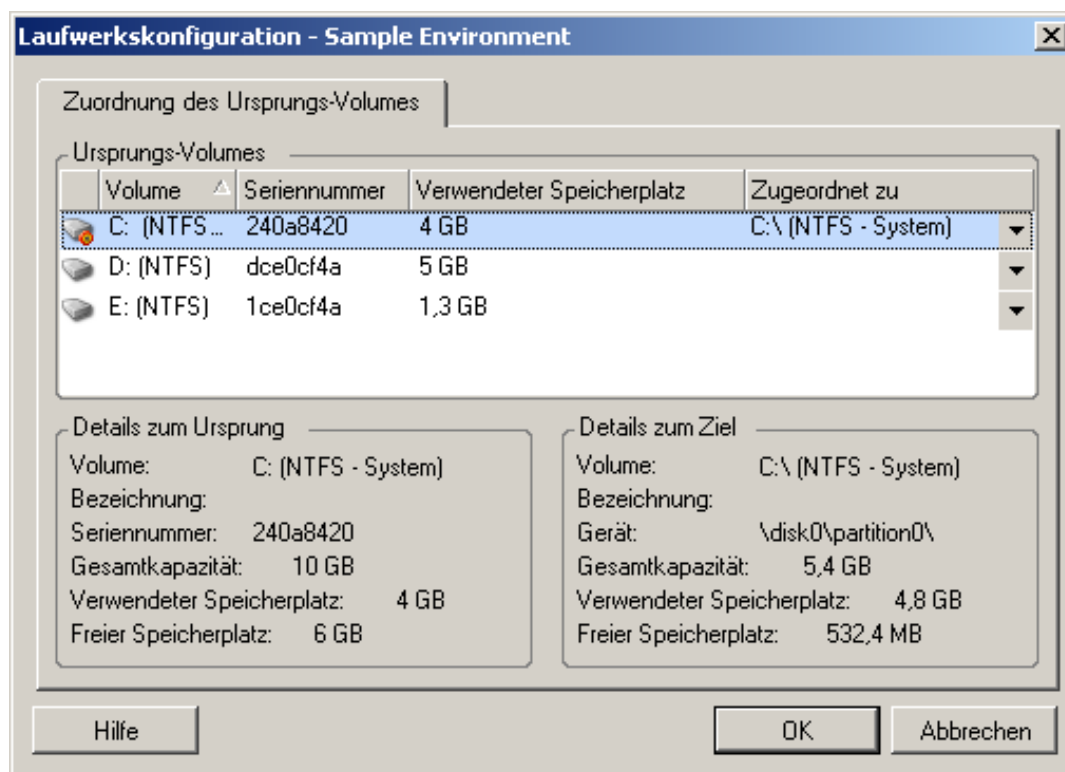 Laufwerkskonfiguration - Sample Environment
Zuordnung des Ursprungs-Volumes
Ursprungs-Volumes
Volume Seriennummer Verwendeter Speicherplatz Zugeordnet zu
C: (NTFS... 240a8420 4 GB C:\ (NTFS - System)
D: (NTFS) dce0cf4a 5 GB
E: (NTFS) 1ce0cf4a 1,3 GB
Details zum Ursprung
Volume: C: (NTFS - System)
Bezeichnung:
Seriennummer: 240a8420
Gesamtkapazität: 10 GB
Verwendeter Speicherplatz: 4 GB
Freier Speicherplatz: 6 GB
Details zum Ziel
Volume: C:\ (NTFS - System)
Bezeichnung:
Gerät: \disk0\partition0\
Gesamtkapazität: 5,4 GB
Verwendeter Speicherplatz: 4,8 GB
Freier Speicherplatz: 532,4 MB
Hilfe OK Abbrechen